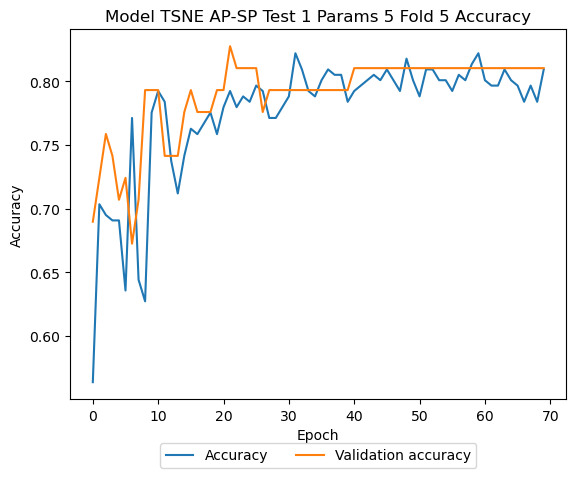 Model TSNE AP-SP Test 1 Params 5 Fold 5 Accuracy
0.80
0.75
0.70
0.65
0.60
Accuracy
0 10 20 30 40 50 60 70
Epoch
Accuracy Validation accuracy